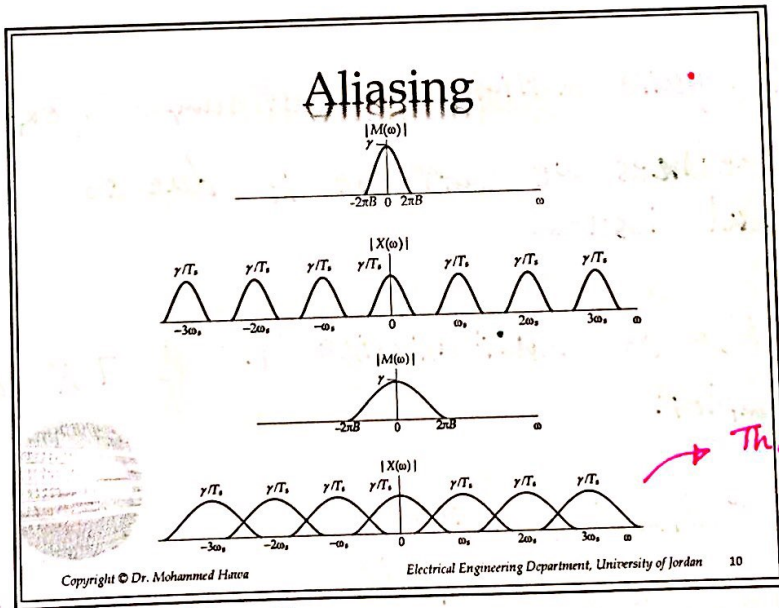 Aliasing
|M(ω)|
γ
-2πB 0 2πB ω
|X(ω)|
γ/Tₛ γ/Tₛ γ/Tₛ γ/Tₛ γ/Tₛ γ/Tₛ γ/Tₛ
−3ωₛ −2ωₛ −ωₛ 0 ωₛ 2ωₛ 3ωₛ ω
|M(ω)|
γ
-2πB 0 2πB ω
|X(ω)|
γ/Tₛ γ/Tₛ γ/Tₛ γ/Tₛ γ/Tₛ γ/Tₛ γ/Tₛ
−3ωₛ −2ωₛ −ωₛ 0 ωₛ 2ωₛ 3ωₛ ω
Copyright © Dr. Mohammed Hawa Electrical Engineering Department, University of Jordan 10